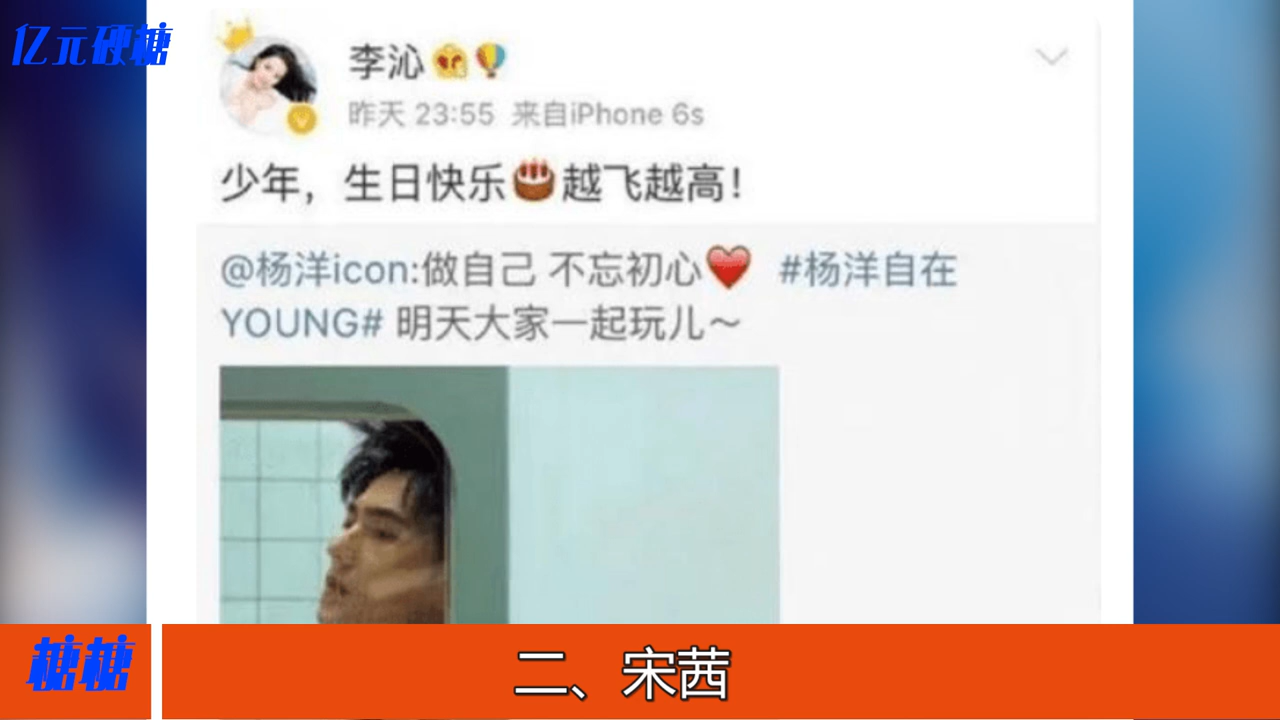 亿元硬糖
李沁
昨天 23:55 来自iPhone 6s
少年，生日快乐🎂越飞越高！
@杨洋icon:做自己 不忘初心❤️ #杨洋自在
YOUNG# 明天大家一起玩儿～
糖糖
二、宋茜